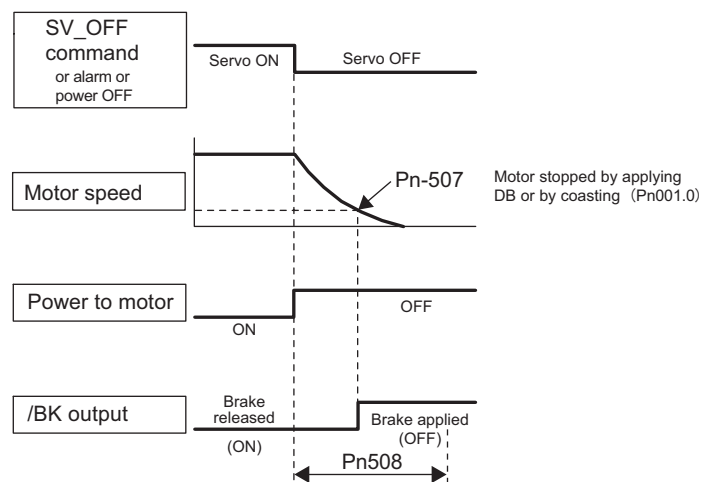 SV_OFF
command
or alarm or
power OFF
Servo ON
Servo OFF
Motor speed
Pn-507
Motor stopped by applying
DB or by coasting (Pn001.0)
Power to motor
ON
OFF
/BK output
Brake
released
(ON)
Brake applied
(OFF)
Pn508